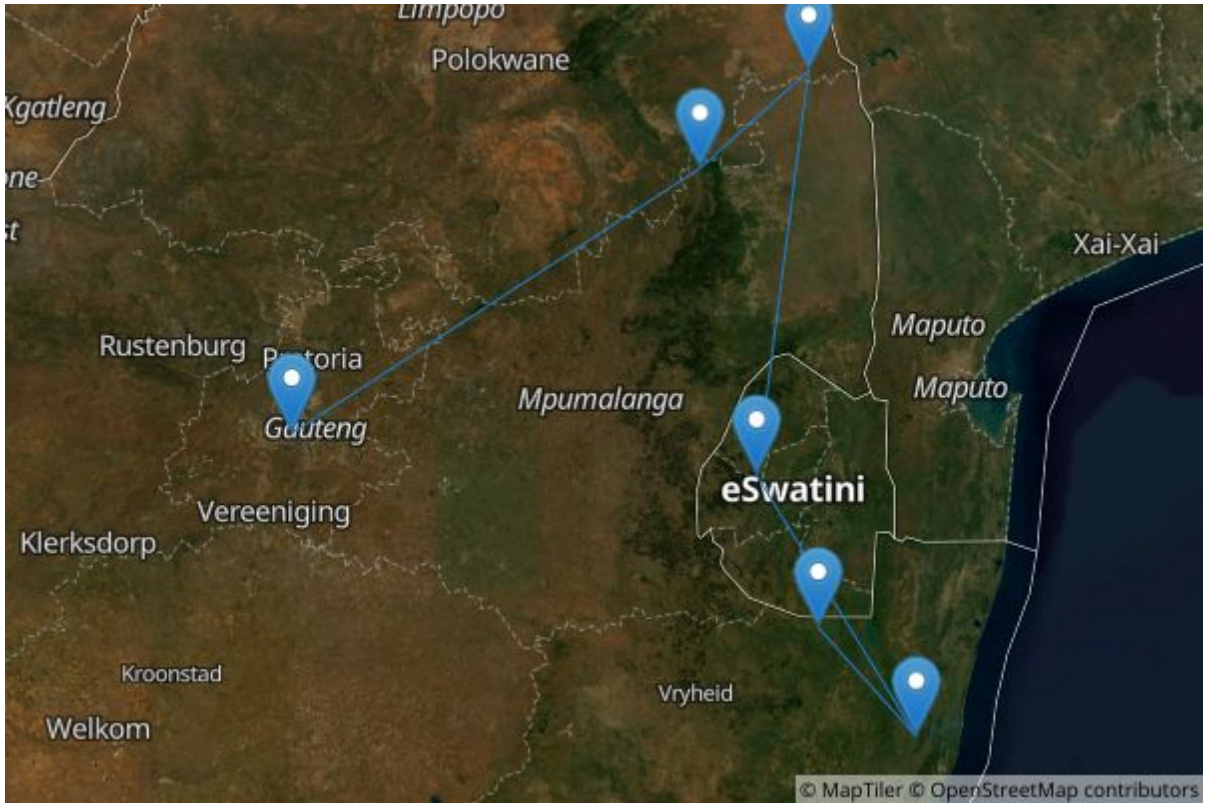 Limpopo
Polokwane
Kgatleng
one
st
Xai-Xai
Maputo
Rustenburg
Pretoria
Maputo
Mpumalanga
Gauteng
eSwatini
Vereeniging
Klerksdorp
Kroonstad
Vryheid
Welkom
© MapTiler © OpenStreetMap contributors